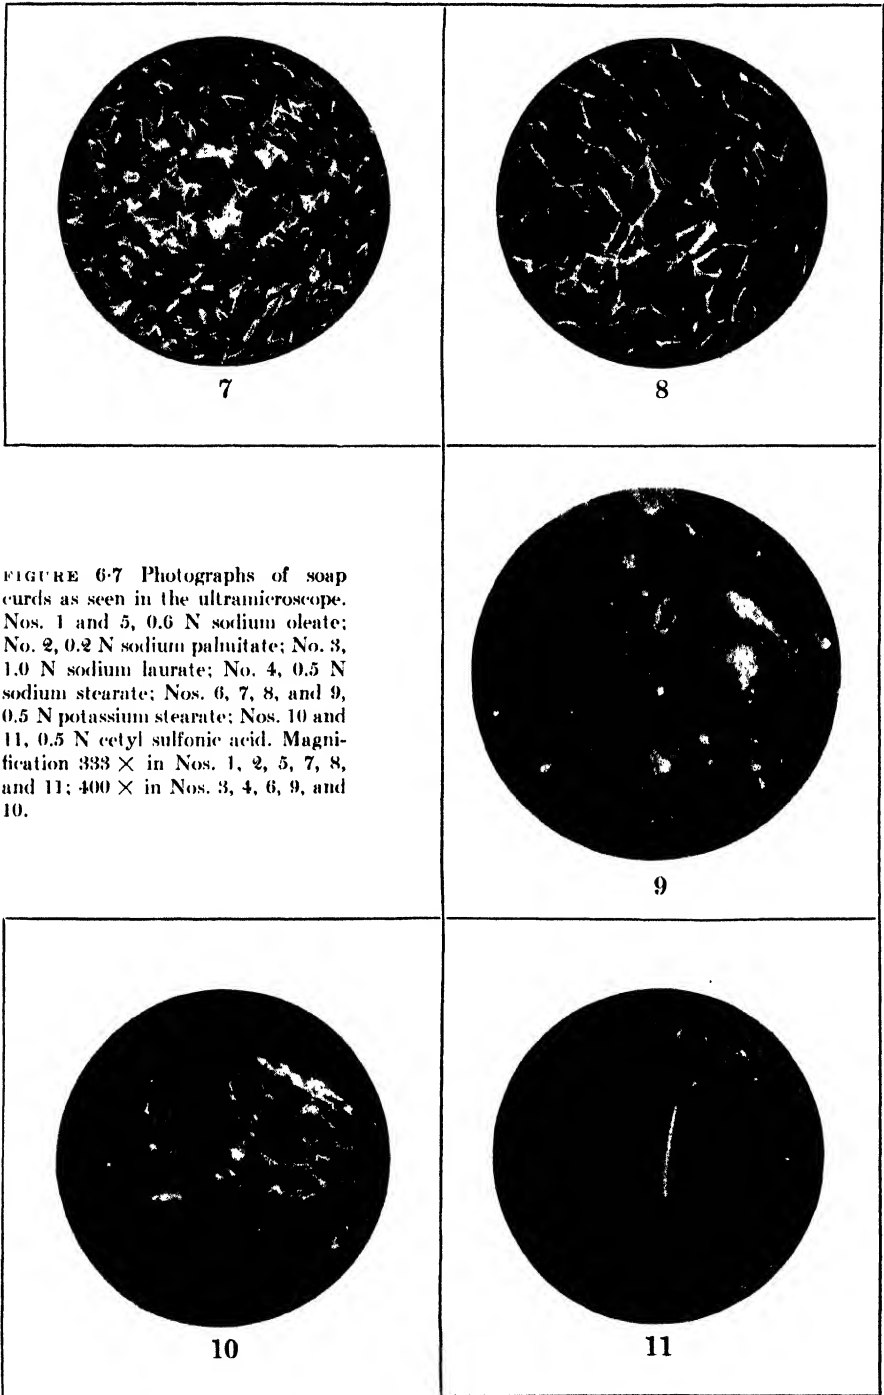 7
8
FIGURE 6·7 Photographs of soap
curds as seen in the ultramicroscope.
Nos. 1 and 5, 0.6 N sodium oleate;
No. 2, 0.2 N sodium palmitate; No. 3,
1.0 N sodium laurate; No. 4, 0.5 N
sodium stearate; Nos. 6, 7, 8, and 9,
0.5 N potassium stearate; Nos. 10 and
11, 0.5 N cetyl sulfonic acid. Magni-
fication 333 × in Nos. 1, 2, 5, 7, 8,
and 11; 400 × in Nos. 3, 4, 6, 9, and
10.
9
10
11